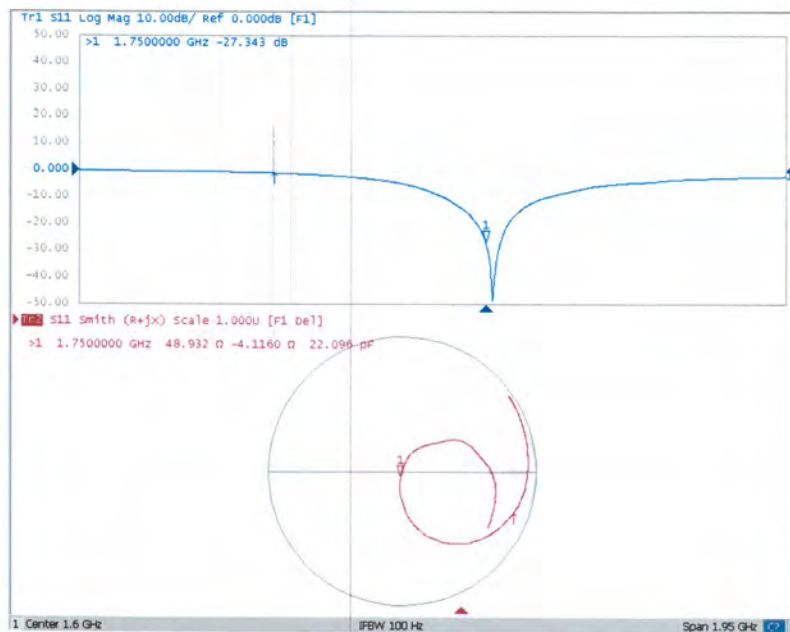 Tr1 S11 Log Mag 10.00dB/ Ref 0.000dB [F1]
50.00
>1 1.7500000 GHz -27.343 dB
40.00
30.00
20.00
10.00
0.000
-10.00
-20.00
1
-30.00
-40.00
-50.00
Tr2 S11 Smith (R+jX) Scale 1.000U [F1 Del]
>1 1.7500000 GHz 48.932 Ω -4.1160 Ω 22.096 pF
1
1 Center 1.6 GHz IFBW 100 Hz Span 1.95 GHz C?